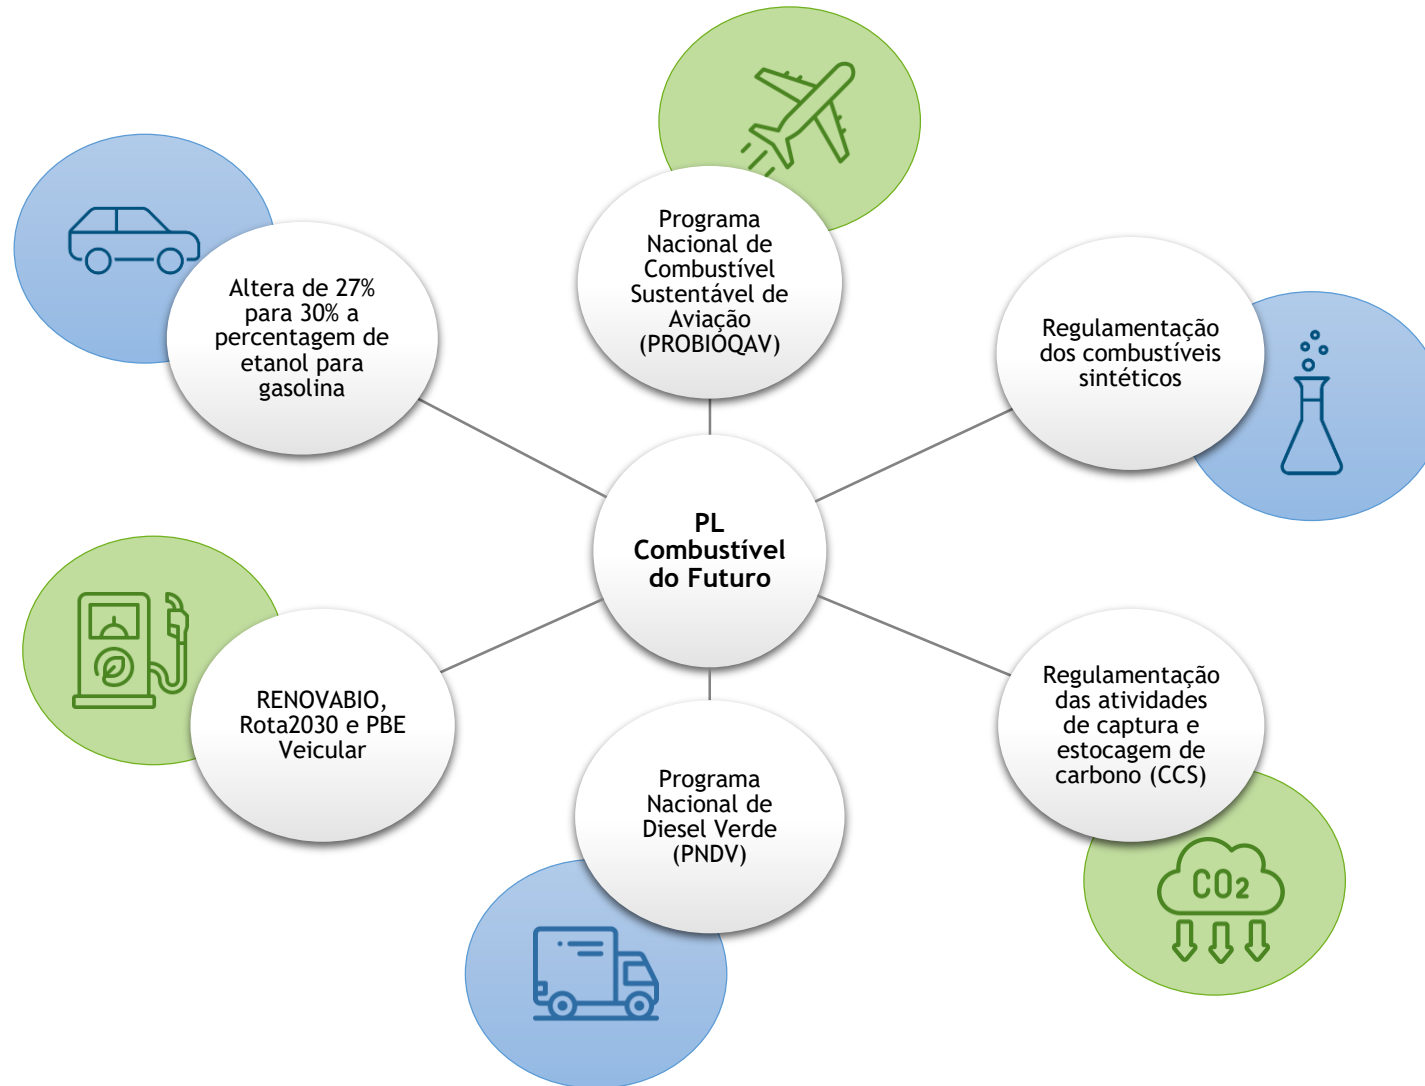 Programa
Nacional de
Combustível
Sustentável de
Aviação
(PROBIOQAV)
Altera de 27%
para 30% a
percentagem de
etanol para
gasolina
Regulamentação
dos combustíveis
sintéticos
PL
Combustível
do Futuro
RENOVABIO,
Rota2030 e PBE
Veicular
Regulamentação
das atividades
de captura e
estocagem de
carbono (CCS)
Programa
Nacional de
Diesel Verde
(PNDV)
CO2